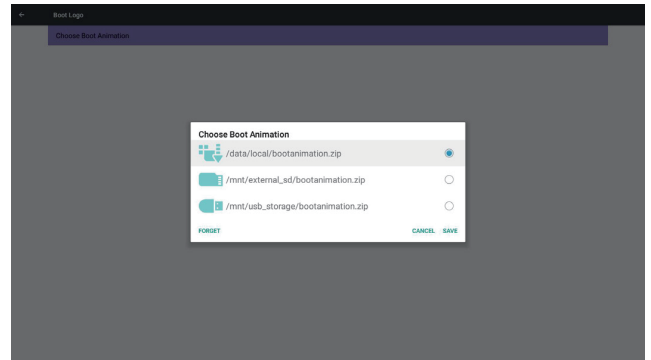 Boot Logo
Choose Boot Animation
Choose Boot Animation
/data/local/bootanimation.zip
/mnt/external_sd/bootanimation.zip
/mnt/usb_storage/bootanimation.zip
FORGET CANCEL SAVE